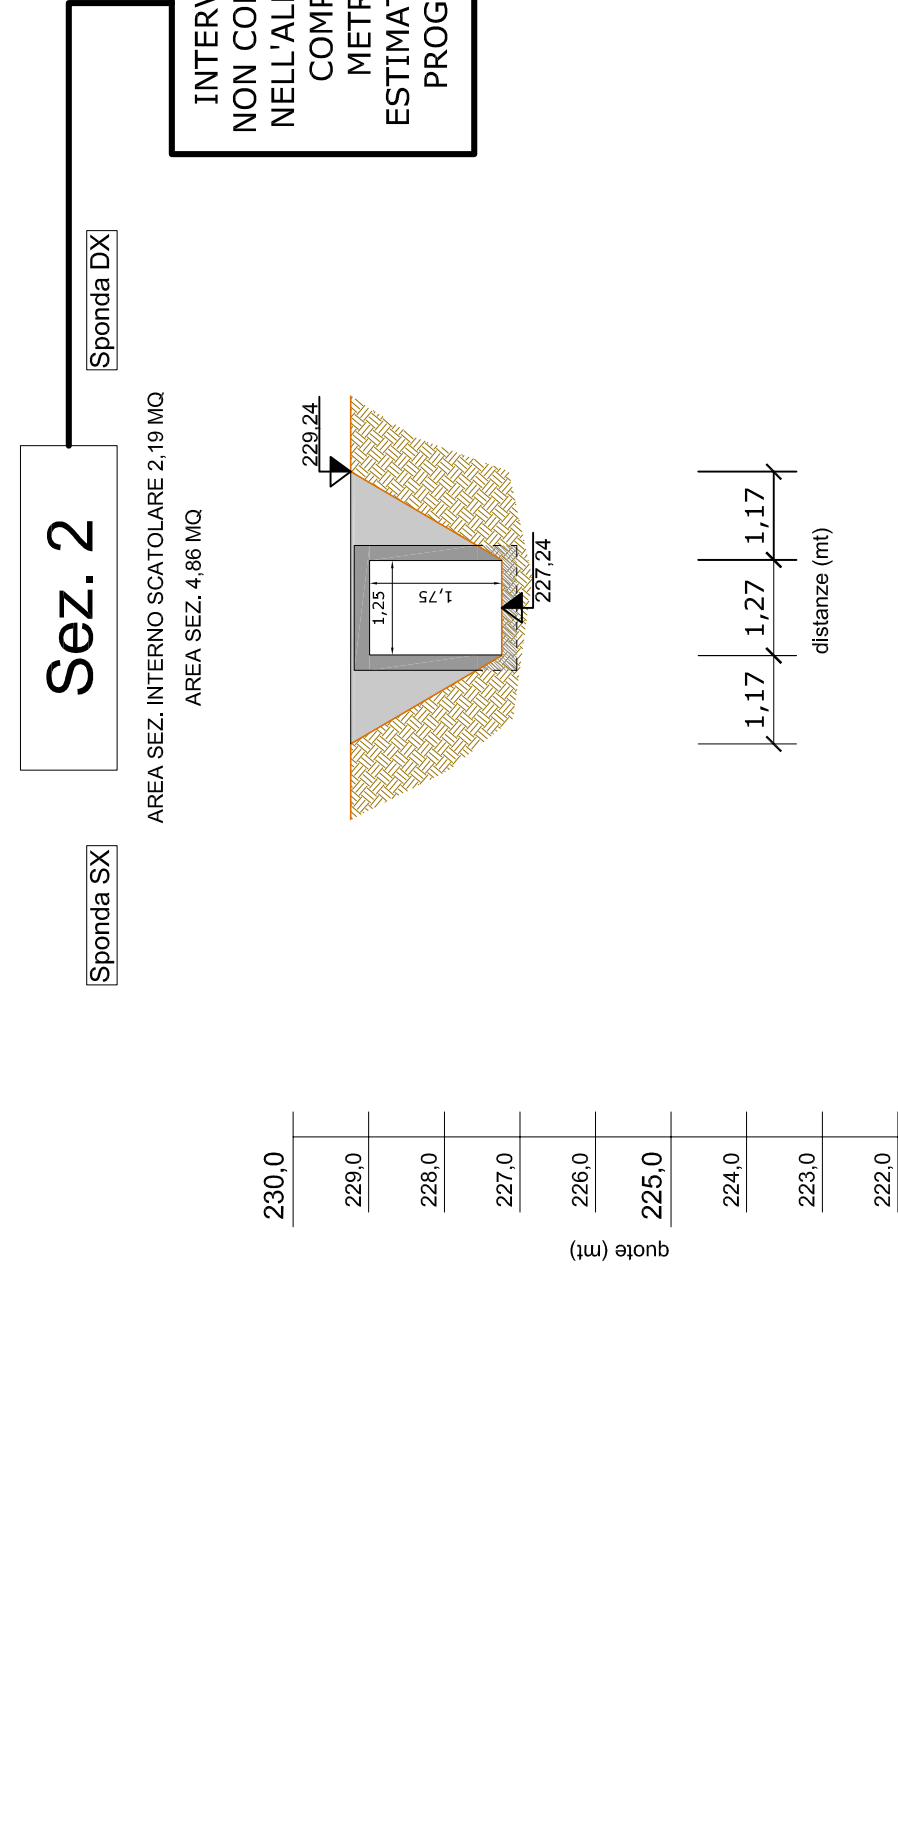 Sez. 2
Sponda SX
Sponda DX
AREA SEZ. INTERNO SCATOLARE 2,19 MQ
AREA SEZ. 4,86 MQ
NON
229,24
1,25
1,75
227,24
1,17
1,27
1,17
distanze (mt)
quote (mt)
230,0
229,0
228,0
227,0
226,0
225,0
224,0
223,0
222,0